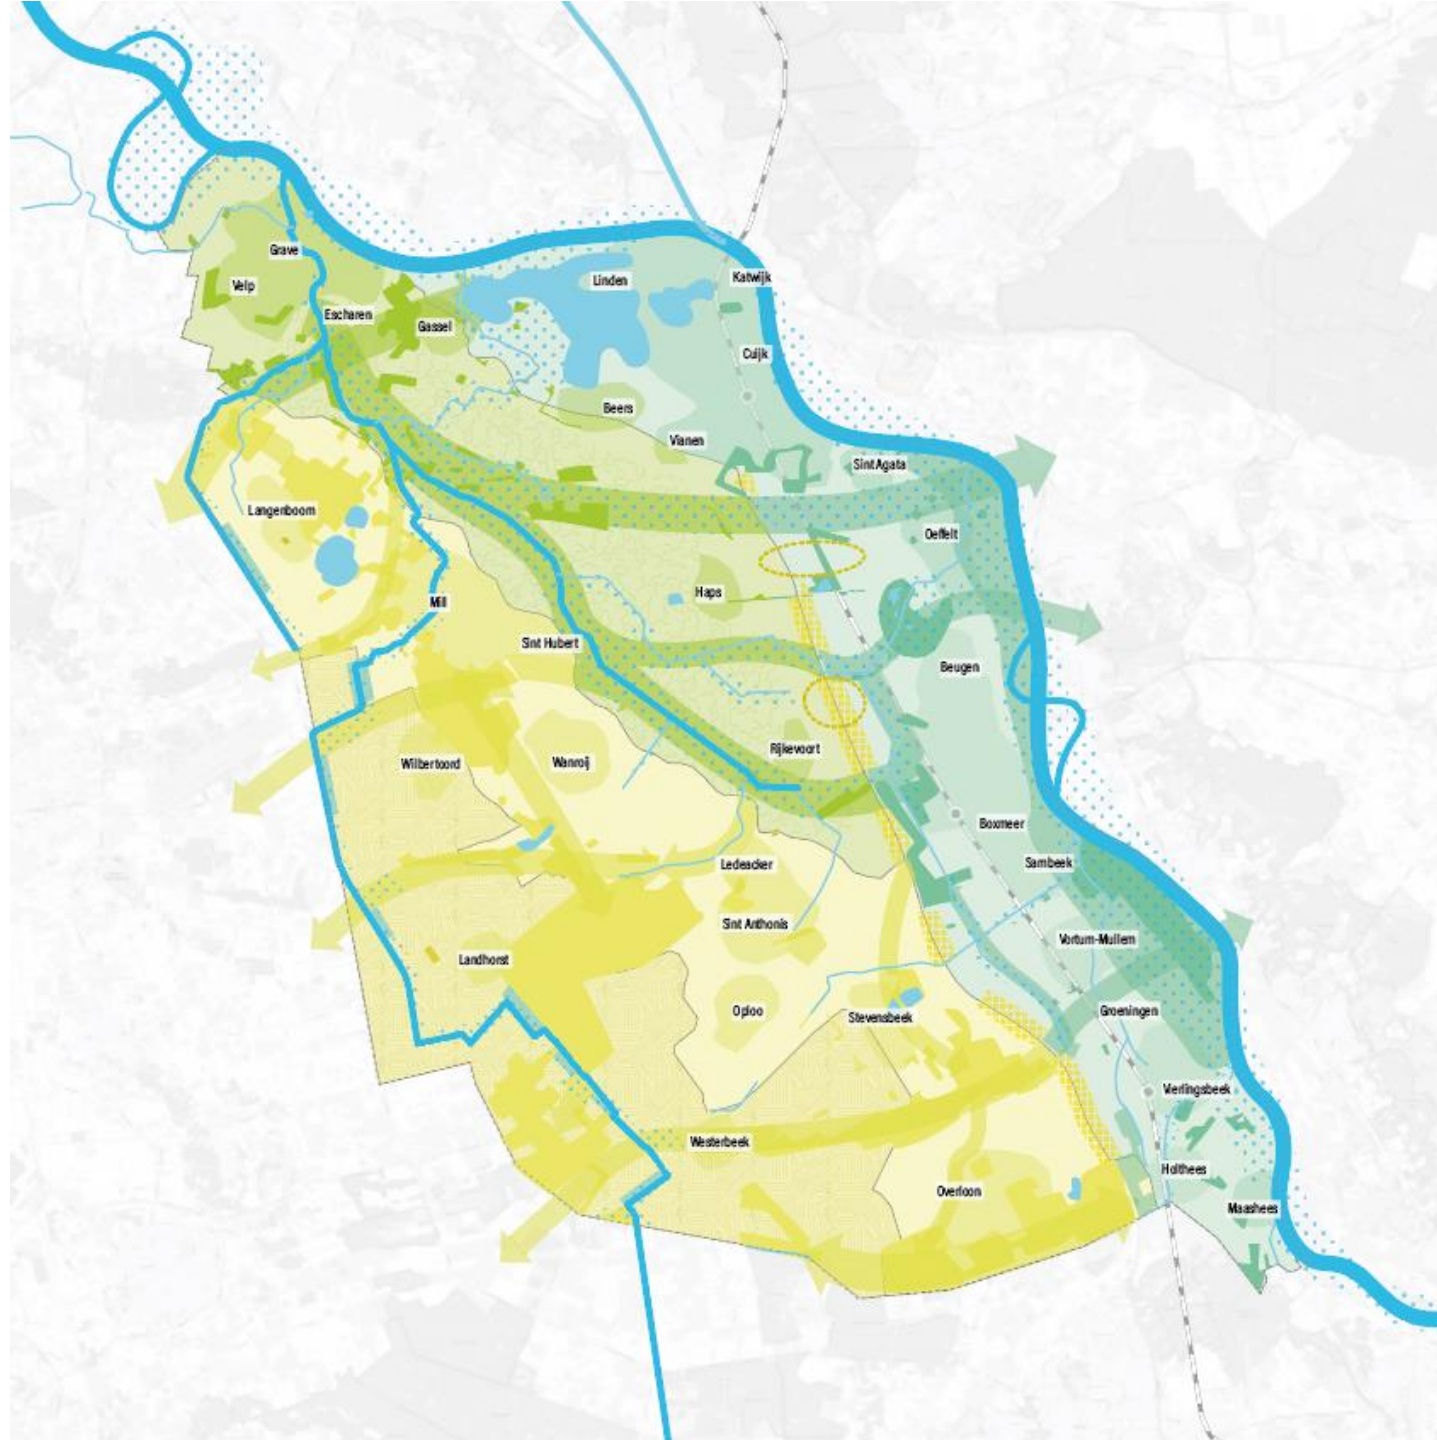 Grave
Velp
Escharen
Gassel
Linden
Katwijk
Cuijk
Beers
Vianen
Sint Agata
Langenboom
Oeffelt
Mill
Haps
Sint Hubert
Beugen
Rijkevoort
Wilbertoord
Wanroij
Boxmeer
Ledeacker
Sambeek
Sint Anthonis
Vortum-Mullem
Landhorst
Oploo
Stevensbeek
Groeningen
Vierlingsbeek
Westerbeek
Holthees
Overloon
Maashees